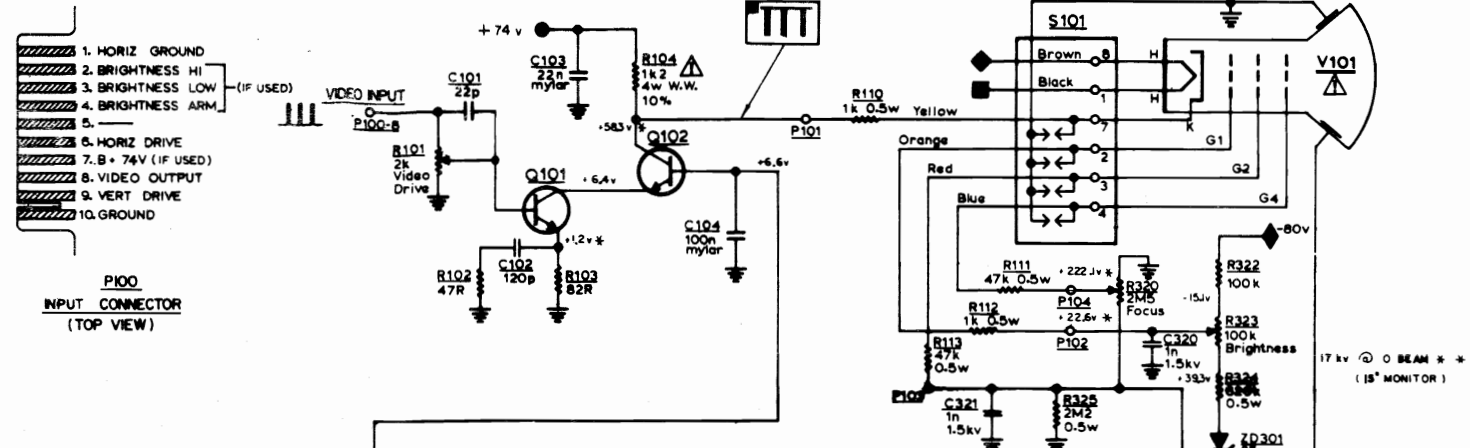 1. HORIZ GROUND
2. BRIGHTNESS HI
3. BRIGHTNESS LOW
4. BRIGHTNESS ARM
(IF USED)
5. —
6. HORIZ DRIVE
7. B+ 74V (IF USED)
8. VIDEO OUTPUT
9. VERT DRIVE
10. GROUND
P100
INPUT CONNECTOR
(TOP VIEW)
VIDEO INPUT
P100-8
C101
22p
R101
2k
Video
Drive
Q101
+6.4v
+1.2v *
R102
47R
C102
120p
R103
82R
+74 v
C103
22n
mylar
R104
1k2
4w W.W.
10%
+58.3v *
Q102
+6.6v
C104
100n
mylar
P101
R110
1k 0.5w
Yellow
Orange
Red
Blue
S101
Brown
8
Black
1
7
2
3
4
H
H
K
G1
G2
G4
V101
-80v
R322
100k
-15.1v
R323
100k
Brightness
+39.3v
R324
0.5w
ZD301
R111
47k 0.5w
+222.1v *
P104
R320
2M5
Focus
R112
1k 0.5w
+22.6v *
P102
C320
1n
1.5kv
R113
47k
0.5w
C321
1n
1.5kv
R325
2M2
0.5w
17 kv @ 0 BEAM * *
(15" MONITOR)